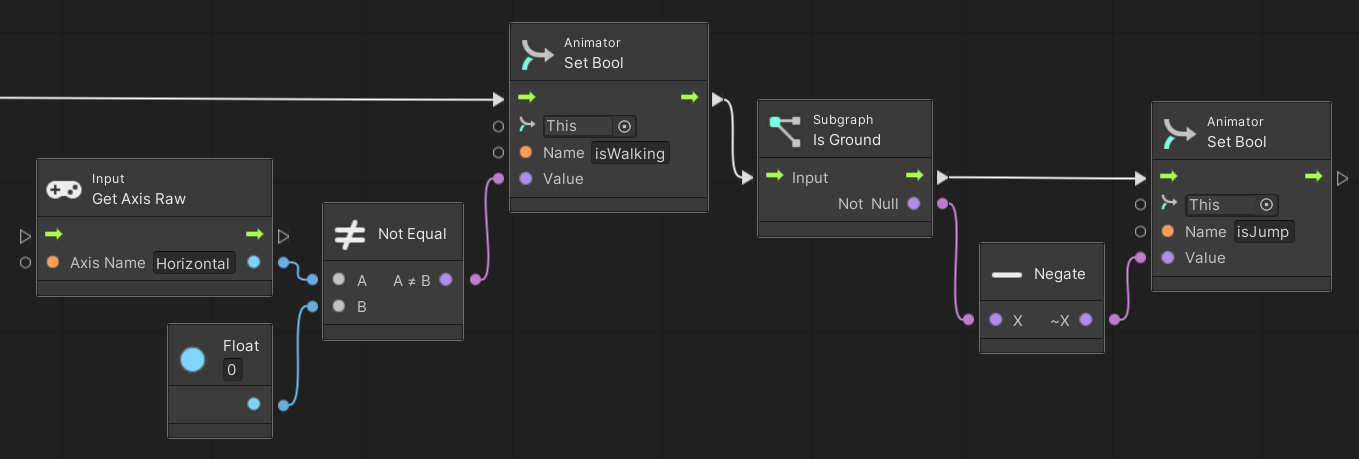 Animator
Set Bool
This
Name isWalking
Value
Input
Get Axis Raw
Axis Name Horizontal
Not Equal
A A ≠ B
B
Float
0
Subgraph
Is Ground
Input
Not Null
Negate
X ~X
Animator
Set Bool
This
Name isJump
Value